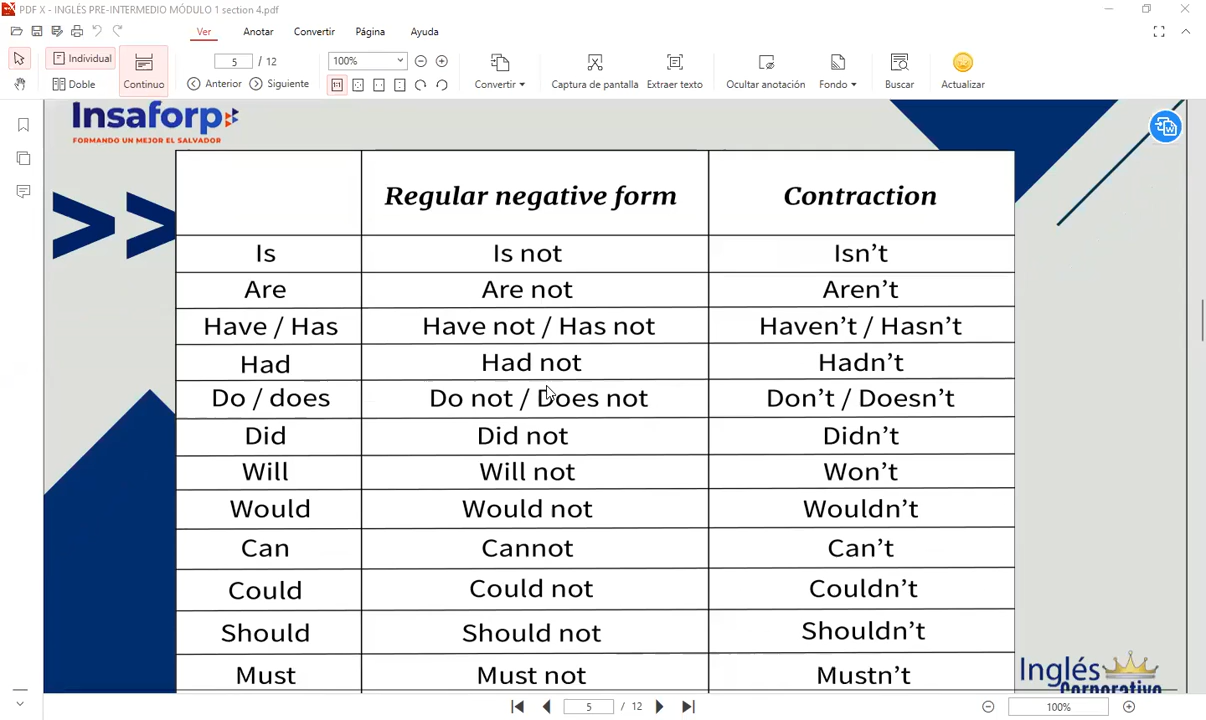 PDF X - INGLÉS PRE-INTERMEDIO MÓDULO 1 section 4.pdf
Ver Anotar Convertir Página Ayuda
Individual
Doble
Continuo
5 / 12
Anterior Siguiente
100%
Convertir
Captura de pantalla
Extraer texto
Ocultar anotación
Fondo
Buscar
Actualizar
Insaforp
FORMANDO UN MEJOR EL SALVADOR
>>
Regular negative form Contraction
Is Is not Isn't
Are Are not Aren't
Have / Has Have not / Has not Haven't / Hasn't
Had Had not Hadn't
Do / does Do not / Does not Don't / Doesn't
Did Did not Didn't
Will Will not Won't
Would Would not Wouldn't
Can Cannot Can't
Could Could not Couldn't
Should Should not Shouldn't
Must Must not Mustn't
Inglés
Corporativo
5 / 12
100%